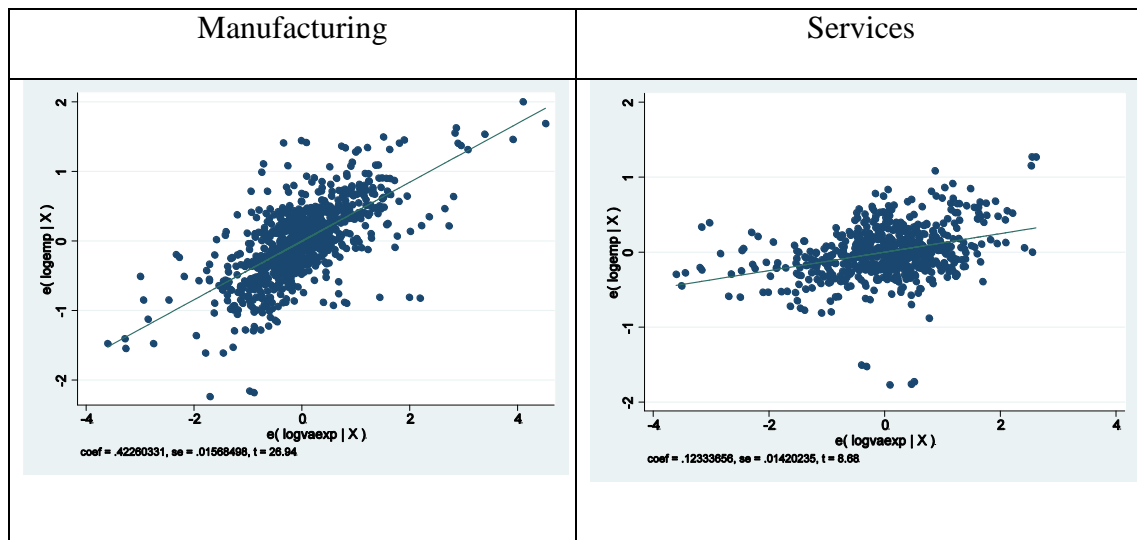 Manufacturing
Services
2
1
0
-1
-2
e( logemp | X )
-4 -2 0 2 4
e( logvaexp | X )
coef = .42260331, se = .01568498, t = 26.94
2
1
0
-1
-2
e( logemp | X )
-4 -2 0 2 4
e( logvaexp | X )
coef = .12333656, se = .01420235, t = 8.68